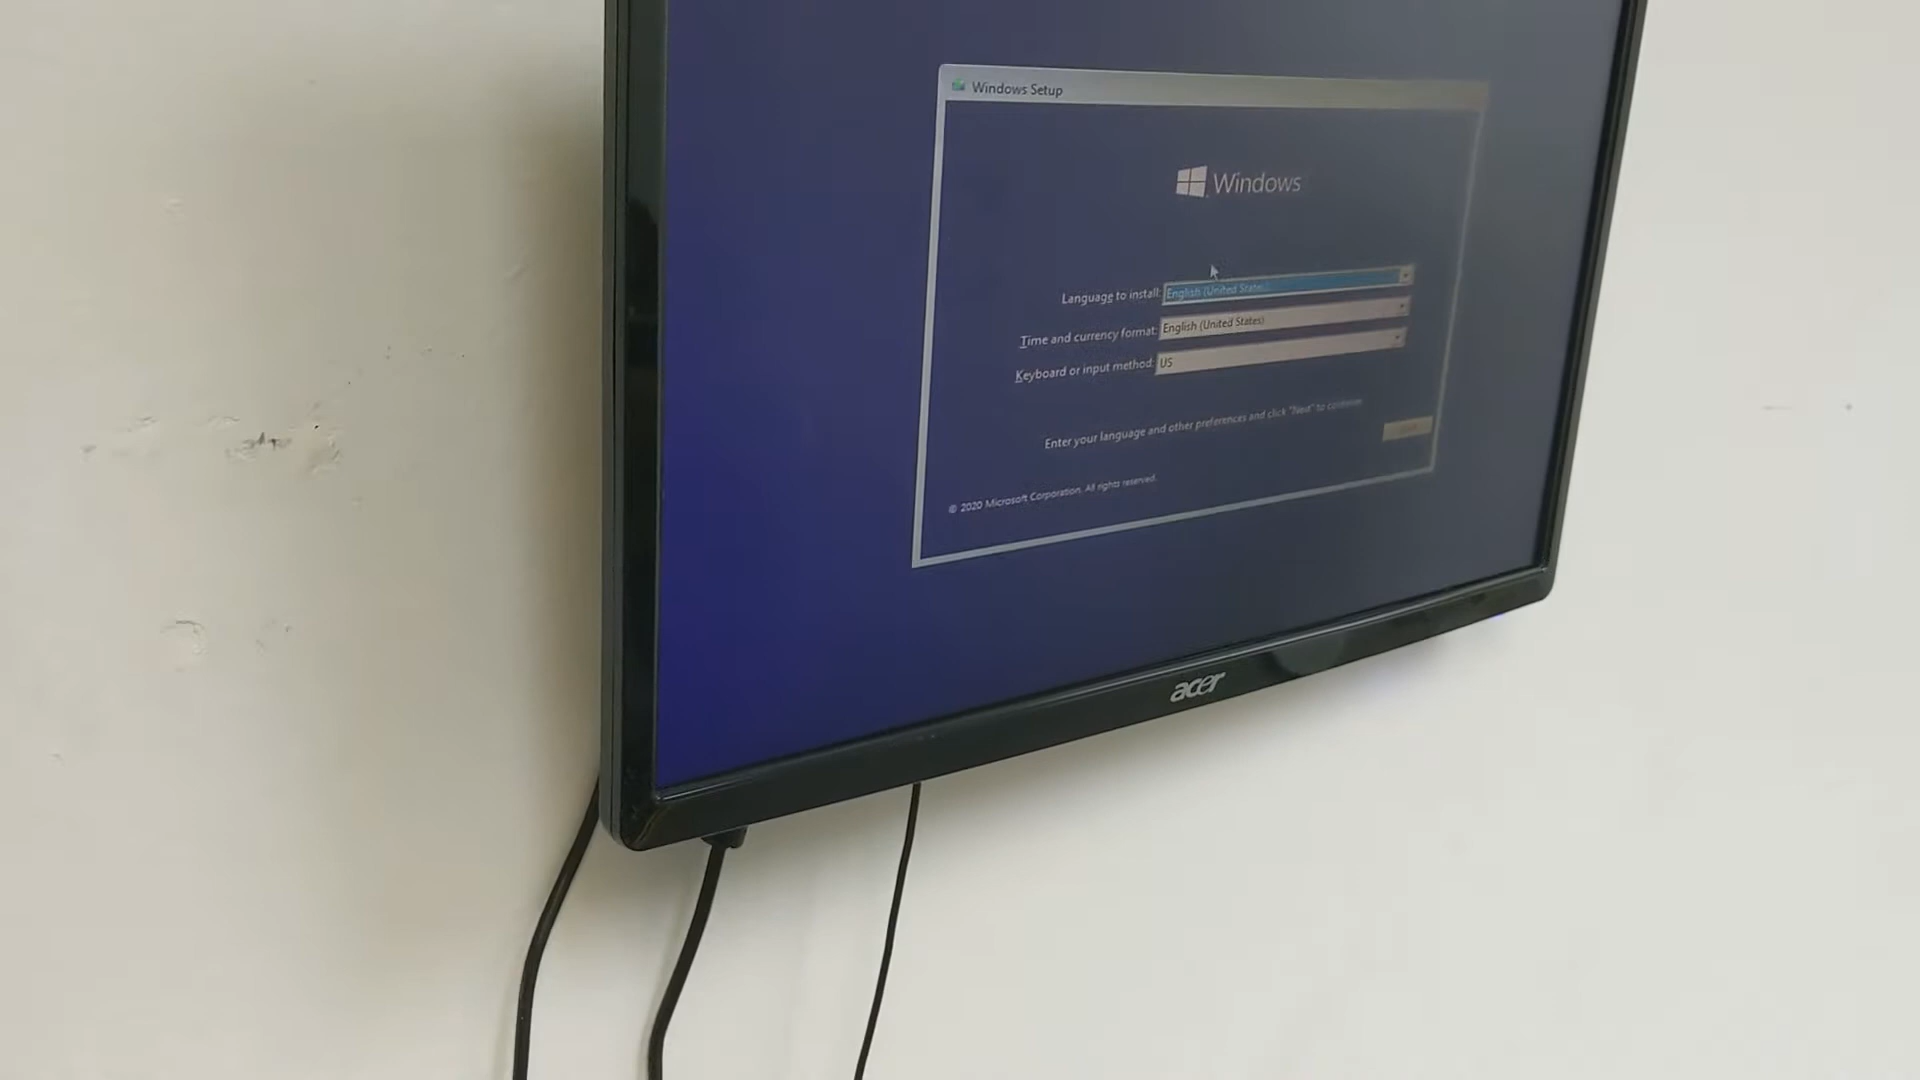 Windows Setup
Windows
Language to install: English (United States)
Time and currency format: English (United States)
Keyboard or input method: US
Enter your language and other preferences and click "Next" to continue.
© 2020 Microsoft Corporation. All rights reserved.
acer